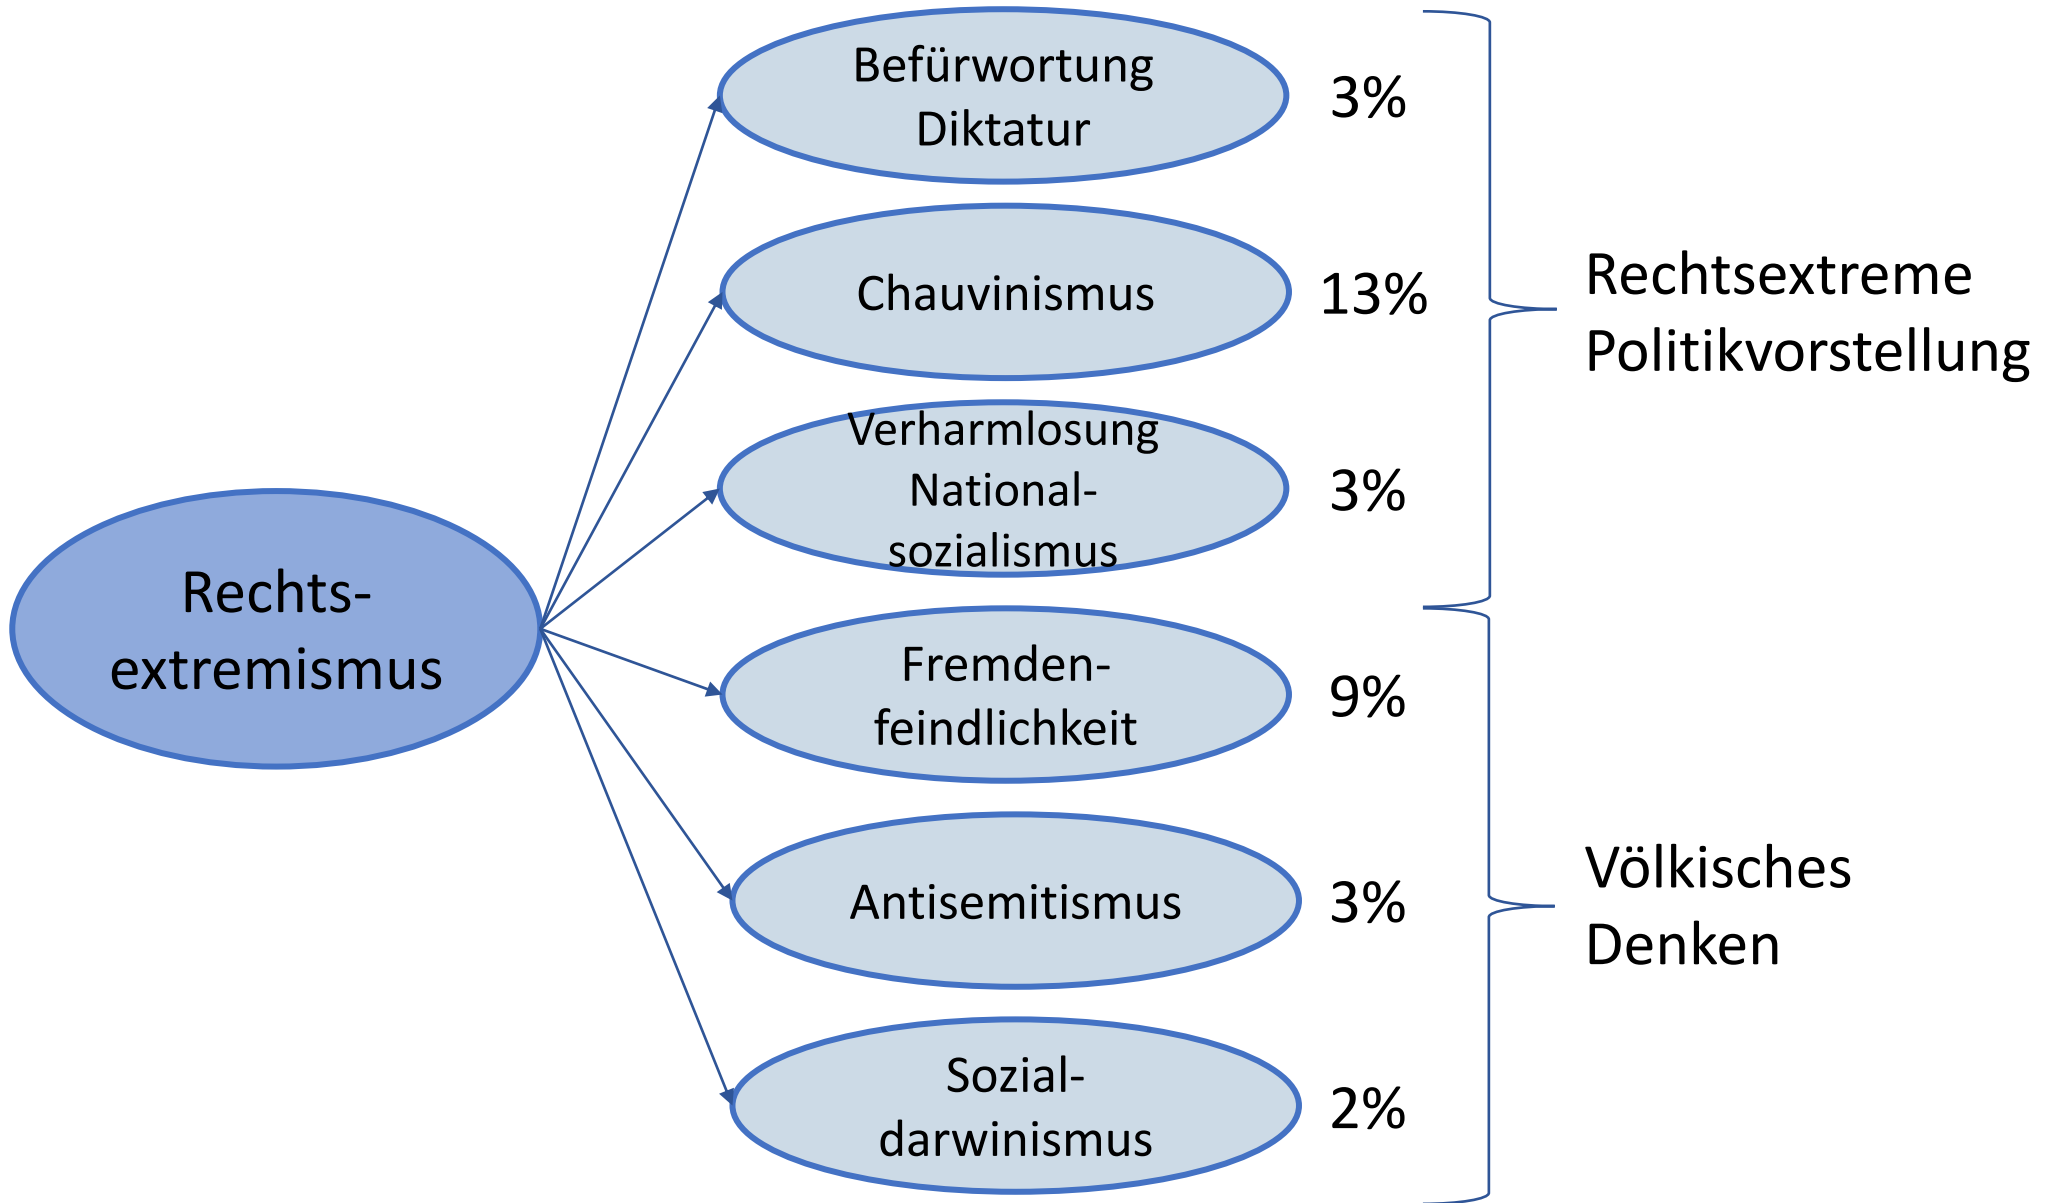 Befürwortung
Diktatur
3%
Chauvinismus
13%
Rechtsextreme
Politikvorstellung
Verharmlosung
National-
sozialismus
3%
Rechts-
extremismus
Fremden-
feindlichkeit
9%
Antisemitismus
3%
Völkisches
Denken
Sozial-
darwinismus
2%